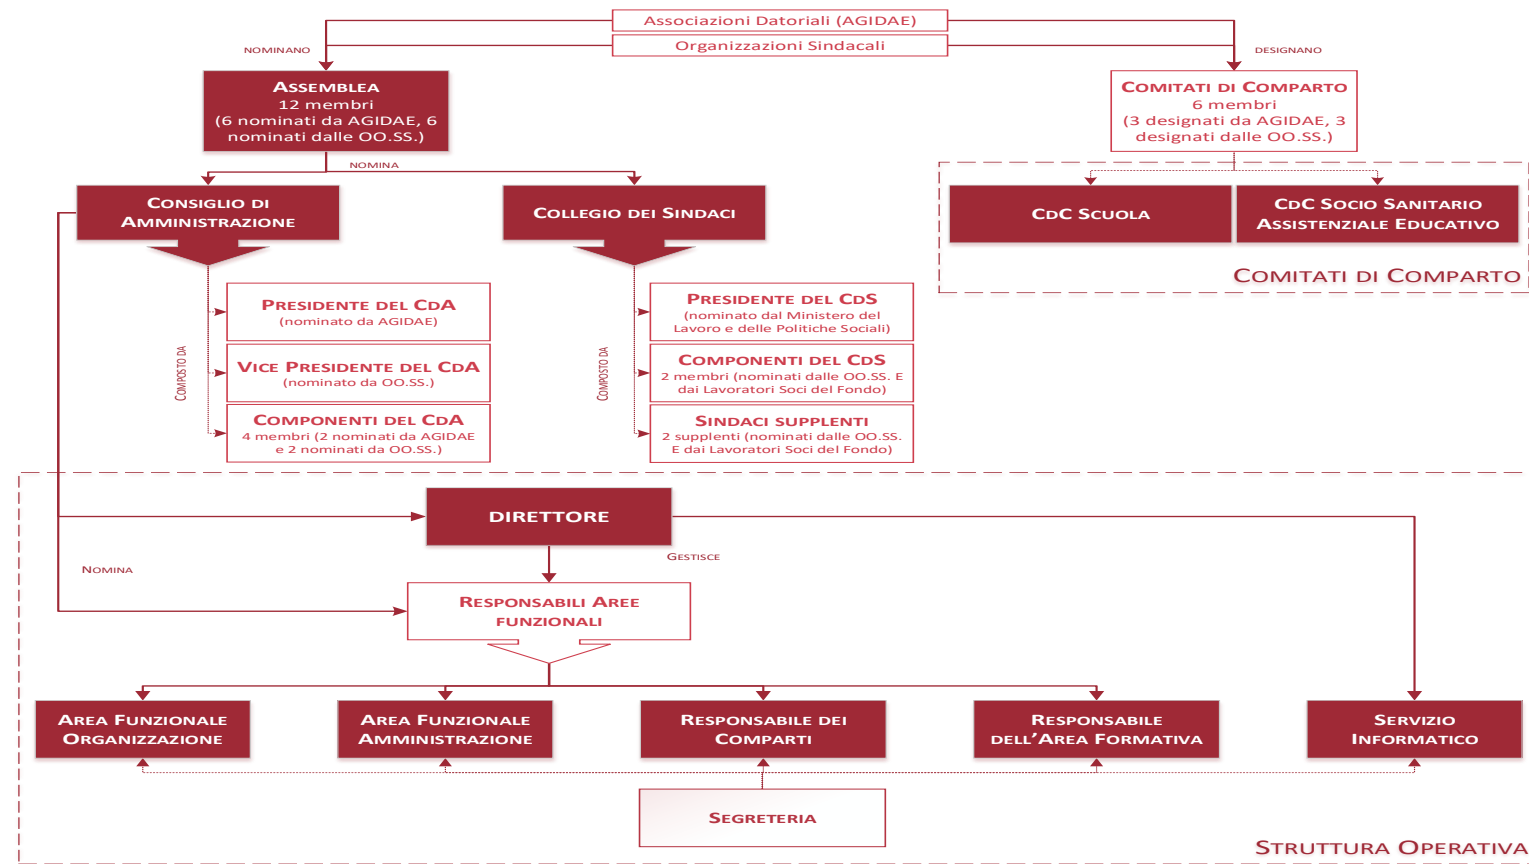 Associazioni Datoriali (AGIDAE)
Organizzazioni Sindacali
NOMINANO
DESIGNANO
ASSEMBLEA
12 membri
(6 nominati da AGIDAE, 6
nominati dalle OO.SS.)
COMITATI DI COMPARTO
6 membri
(3 designati da AGIDAE, 3
designati dalle OO.SS.)
NOMINA
CONSIGLIO DI
AMMINISTRAZIONE
COLLEGIO DEI SINDACI
CDC SCUOLA
CDC SOCIO SANITARIO
ASSISTENZIALE EDUCATIVO
COMITATI DI COMPARTO
COMPOSTO DA
PRESIDENTE DEL CDA
(nominato da AGIDAE)
VICE PRESIDENTE DEL CDA
(nominato da OO.SS.)
COMPONENTI DEL CDA
4 membri (2 nominati da AGIDAE
e 2 nominati da OO.SS.)
COMPOSTO DA
PRESIDENTE DEL CDS
(nominato dal Ministero del
Lavoro e delle Politiche Sociali)
COMPONENTI DEL CDS
2 membri (nominati dalle OO.SS. E
dai Lavoratori Soci del Fondo)
SINDACI SUPPLENTI
2 supplenti (nominati dalle OO.SS.
E dai Lavoratori Soci del Fondo)
DIRETTORE
GESTISCE
NOMINA
RESPONSABILI AREE
FUNZIONALI
AREA FUNZIONALE
ORGANIZZAZIONE
AREA FUNZIONALE
AMMINISTRAZIONE
RESPONSABILE DEI
COMPARTI
RESPONSABILE
DELL'AREA FORMATIVA
SERVIZIO
INFORMATICO
SEGRETERIA
STRUTTURA OPERATIVA